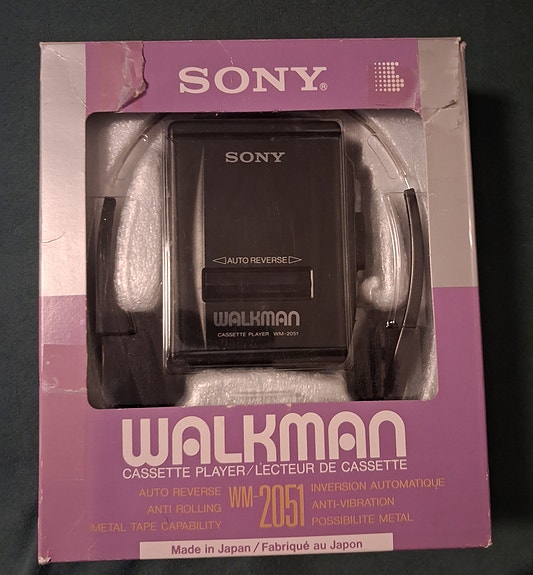 SONY®
SONY
◁AUTO REVERSE▷
WALKMAN
CASSETTE PLAYER WM-2051
WALKMAN
CASSETTE PLAYER/LECTEUR DE CASSETTE
AUTO REVERSE
ANTI ROLLING
METAL TAPE CAPABILITY
WM-2051
INVERSION AUTOMATIQUE
ANTI-VIBRATION
POSSIBILITE METAL
Made in Japan / Fabriqué au Japon